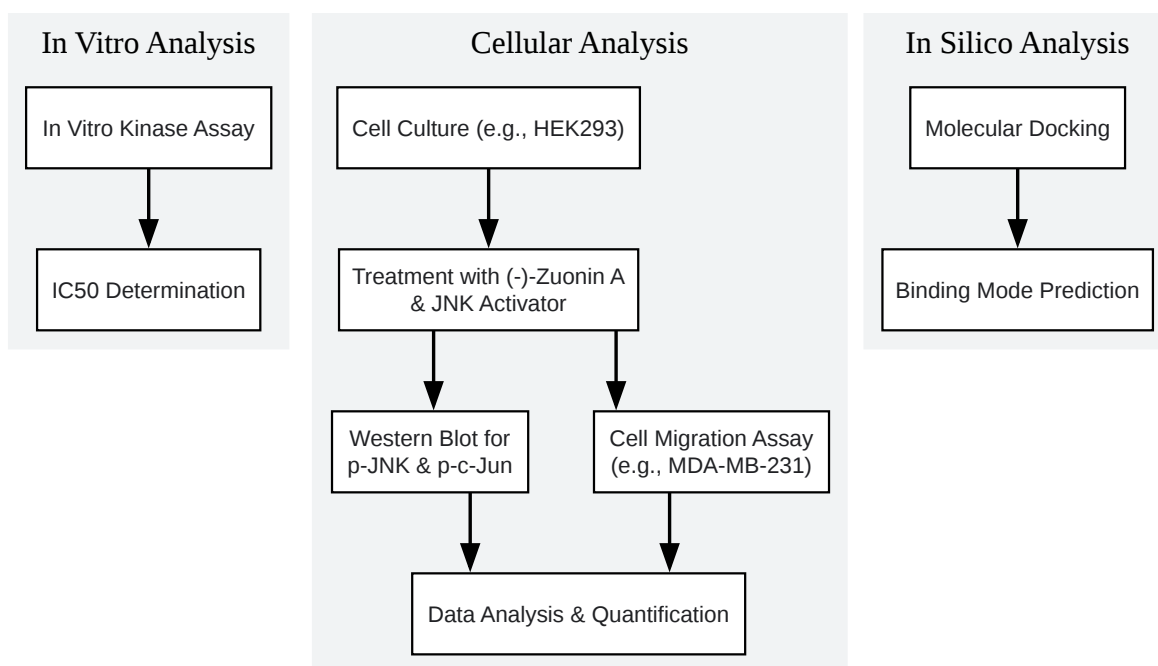 In Vitro Analysis
In Vitro Kinase Assay
IC50 Determination
Cellular Analysis
Cell Culture (e.g., HEK293)
Treatment with (-)-Zuonin A
& JNK Activator
Western Blot for
p-JNK & p-c-Jun
Cell Migration Assay
(e.g., MDA-MB-231)
Data Analysis & Quantification
In Silico Analysis
Molecular Docking
Binding Mode Prediction